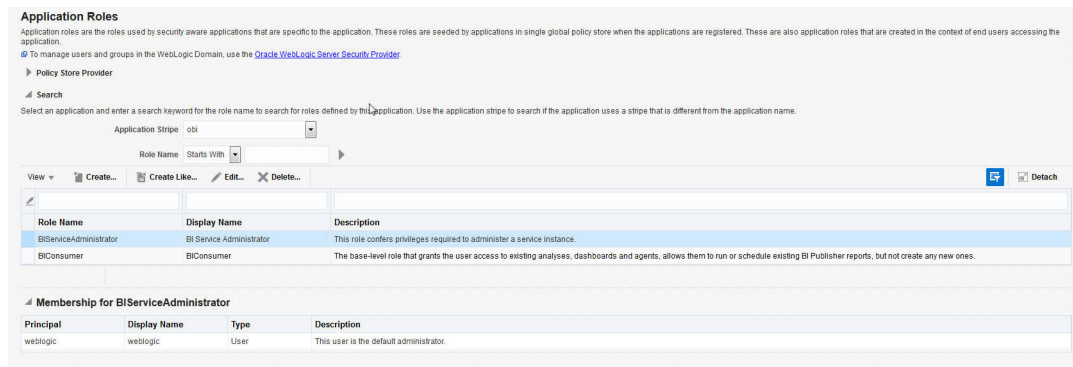 Application Roles
Application roles are the roles used by security aware applications that are specific to the application. These roles are seeded by applications in single global policy store when the applications are registered. These are also application roles that are created in the context of end users accessing the
application.
To manage users and groups in the WebLogic Domain, use the Oracle WebLogic Server Security Provider.
Policy Store Provider
Search
Select an application and enter a search keyword for the role name to search for roles defined by this application. Use the application stripe to search if the application uses a stripe that is different from the application name.
Application Stripe obi
Role Name Starts With
View Create... Create Like... Edit... Delete... Detach
Role Name Display Name Description
BIServiceAdministrator BI Service Administrator This role confers privileges required to administer a service instance.
BIConsumer BIConsumer The base-level role that grants the user access to existing analyses, dashboards and agents, allows them to run or schedule existing BI Publisher reports, but not create any new ones.
Membership for BIServiceAdministrator
Principal Display Name Type Description
weblogic weblogic User This user is the default administrator.